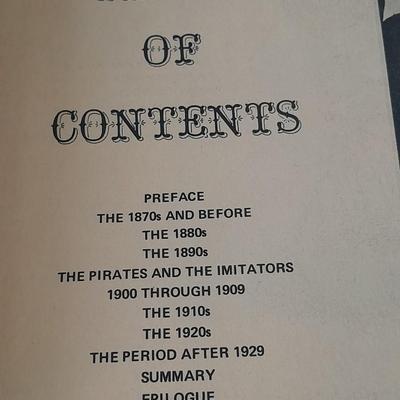 OF
CONTENTS
PREFACE
THE 1870s AND BEFORE
THE 1880s
THE 1890s
THE PIRATES AND THE IMITATORS
1900 THROUGH 1909
THE 1910s
THE 1920s
THE PERIOD AFTER 1929
SUMMARY
EPILOGUE